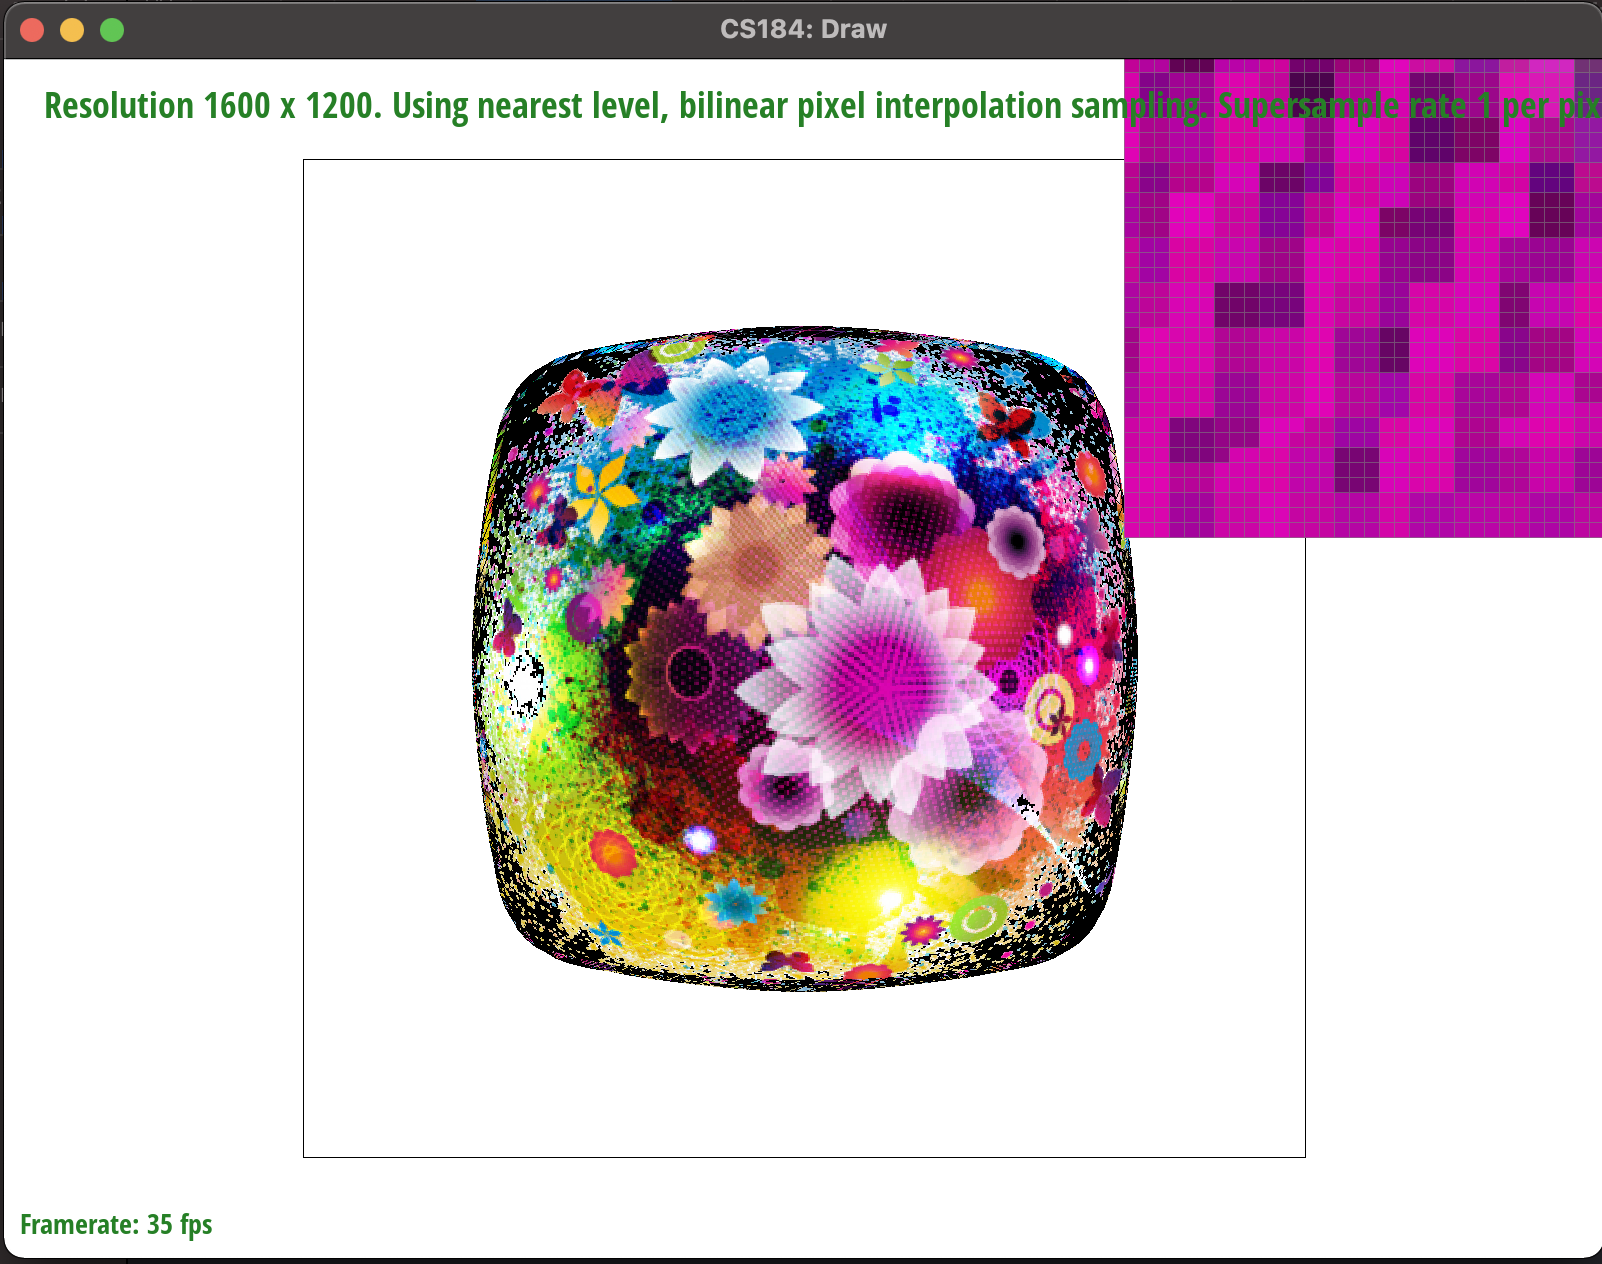 CS184: Draw
Resolution 1600 x 1200. Using nearest level, bilinear pixel interpolation sampling. Supersample rate 1 per pix
Framerate: 35 fps